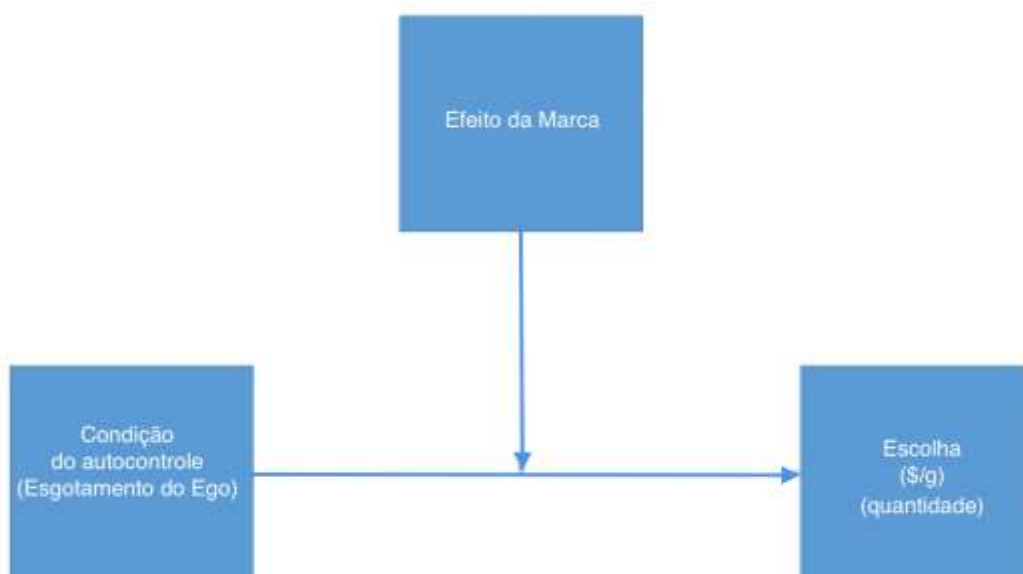 Efeito da Marca
Condição
do autocontrole
(Esgotamento do Ego)
Escolha
($/g)
(quantidade)